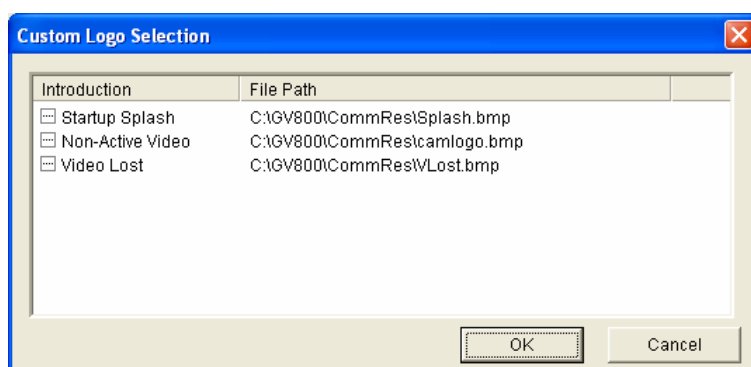 Custom Logo Selection
Introduction File Path
Startup Splash C:\GV800\CommRes\Splash.bmp
Non-Active Video C:\GV800\CommRes\camlogo.bmp
Video Lost C:\GV800\CommRes\VLost.bmp
OK Cancel